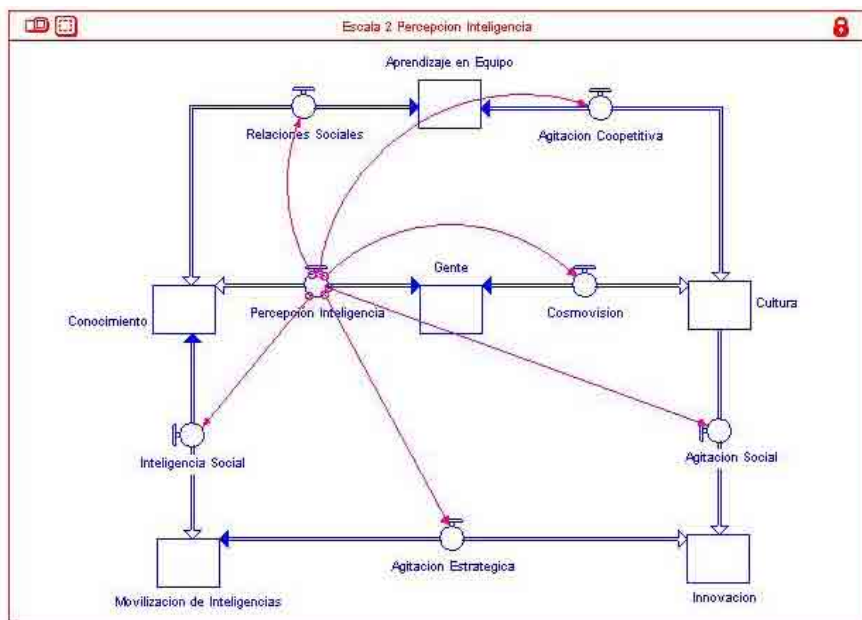 Escala 2 Percepcion Inteligencia
Aprendizaje en Equipo
Relaciones Sociales
Agitacion Coopetitiva
Gente
Conocimiento
Percepcion Inteligencia
Cosmovision
Cultura
Inteligencia Social
Agitacion Social
Agitacion Estrategica
Movilizacion de Inteligencias
Innovacion